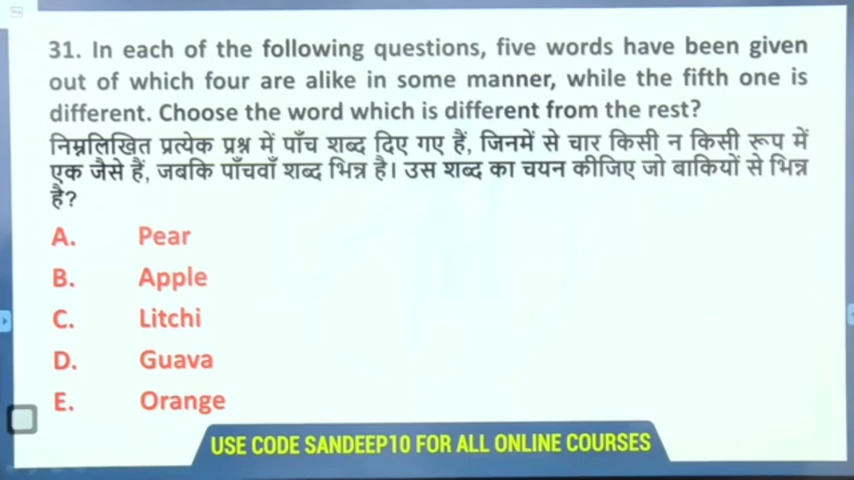 31. In each of the following questions, five words have been given
out of which four are alike in some manner, while the fifth one is
different. Choose the word which is different from the rest?
निम्नलिखित प्रत्येक प्रश्न में पाँच शब्द दिए गए हैं, जिनमें से चार किसी न किसी रूप में
एक जैसे हैं, जबकि पाँचवाँ शब्द भिन्न है। उस शब्द का चयन कीजिए जो बाकियों से भिन्न
है?
A. Pear
B. Apple
C. Litchi
D. Guava
E. Orange
USE CODE SANDEEP10 FOR ALL ONLINE COURSES